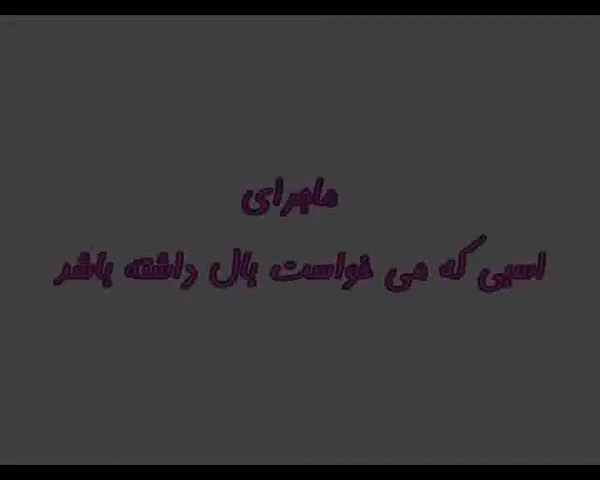 ماجرای
اسبی که می خواست بال داشته باشد